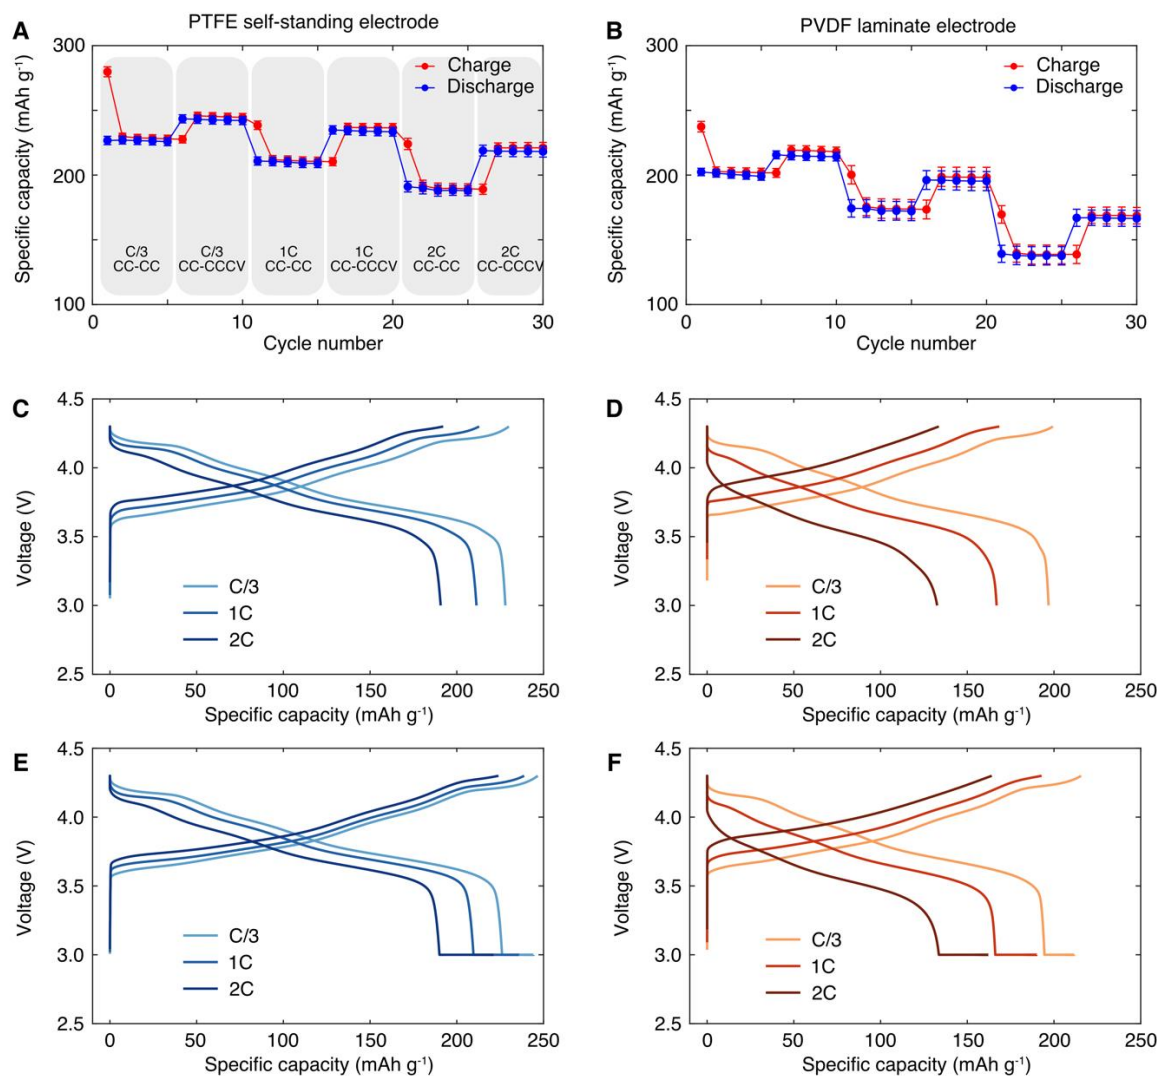 PTFE self-standing electrode
A
Specific capacity (mAh g⁻¹)
300
200
100
Charge
Discharge
C/3
CC-CC
C/3
CC-CCCV
1C
CC-CC
1C
CC-CCCV
2C
CC-CC
2C
CC-CCCV
0 10 20 30
Cycle number
PVDF laminate electrode
B
Specific capacity (mAh g⁻¹)
300
200
100
Charge
Discharge
0 10 20 30
Cycle number
C
Voltage (V)
4.5
4.0
3.5
3.0
2.5
C/3
1C
2C
0 50 100 150 200 250
Specific capacity (mAh g⁻¹)
D
Voltage (V)
4.5
4.0
3.5
3.0
2.5
C/3
1C
2C
0 50 100 150 200 250
Specific capacity (mAh g⁻¹)
E
Voltage (V)
4.5
4.0
3.5
3.0
2.5
C/3
1C
2C
0 50 100 150 200 250
Specific capacity (mAh g⁻¹)
F
Voltage (V)
4.5
4.0
3.5
3.0
2.5
C/3
1C
2C
0 50 100 150 200 250
Specific capacity (mAh g⁻¹)